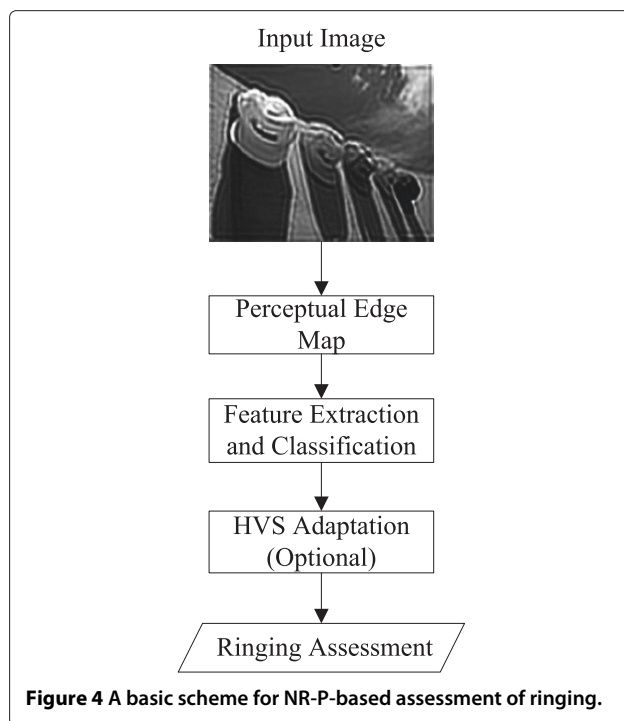 Input Image
Perceptual Edge
Map
Feature Extraction
and Classification
HVS Adaptation
(Optional)
Ringing Assessment
Figure 4 A basic scheme for NR-P-based assessment of ringing.